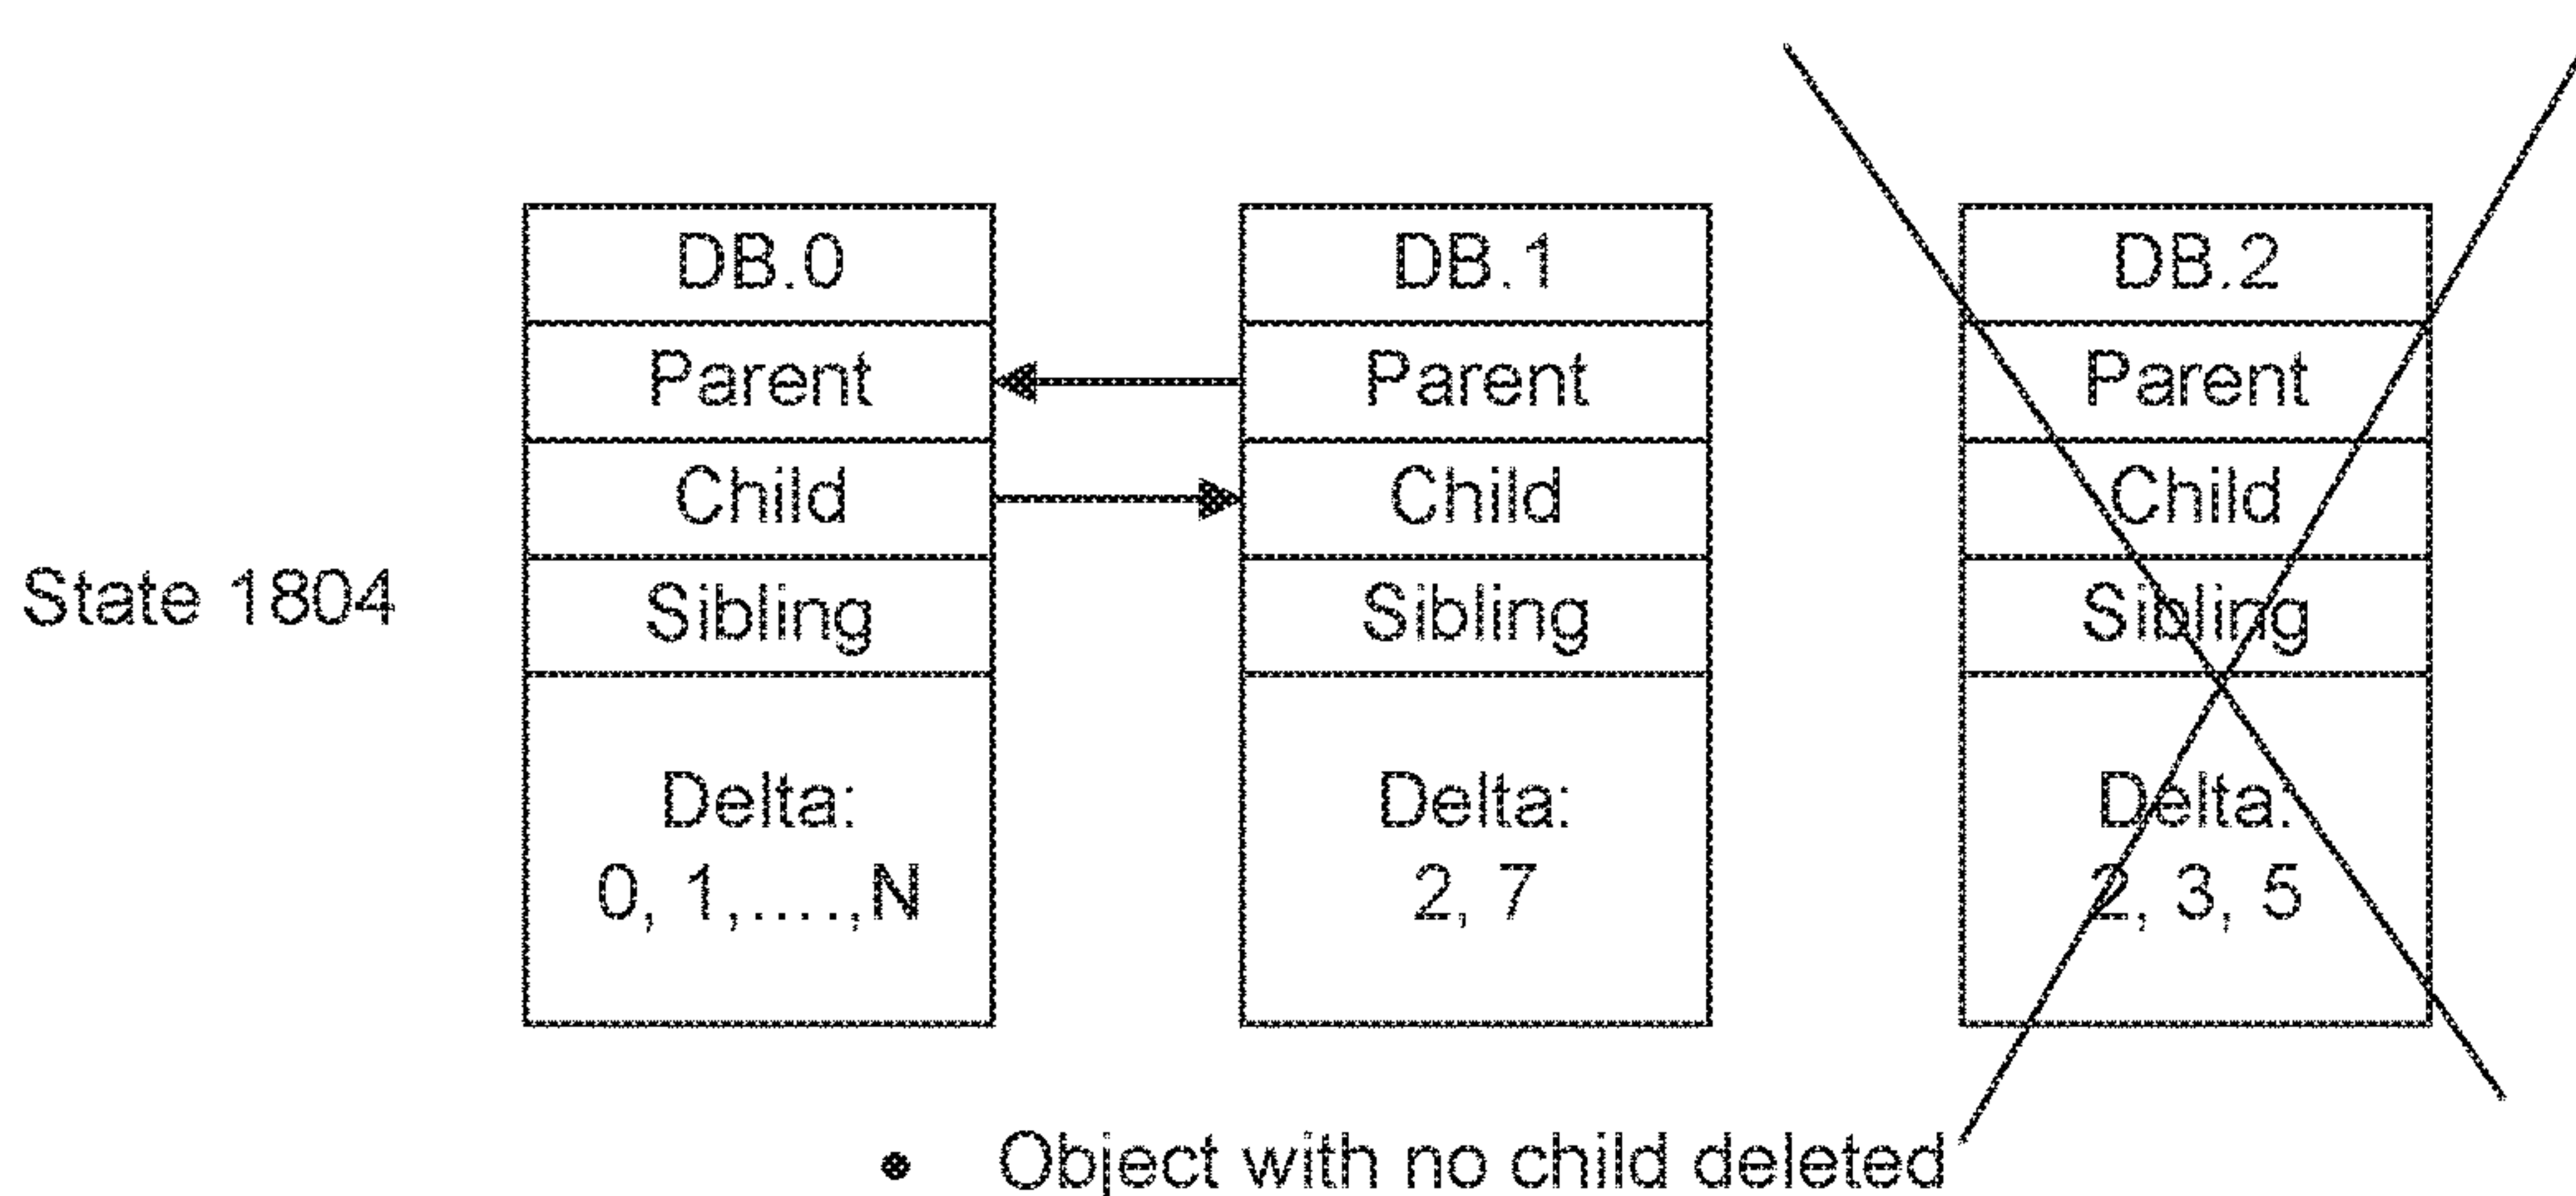 DB.0
Parent
Child
Sibling
Delta:
0, 1,....,N
DB.1
Parent
Child
Sibling
Delta:
2, 7
DB.2
Parent
Child
Sibling
Delta:
2, 3, 5
State 1804
• Object with no child deleted